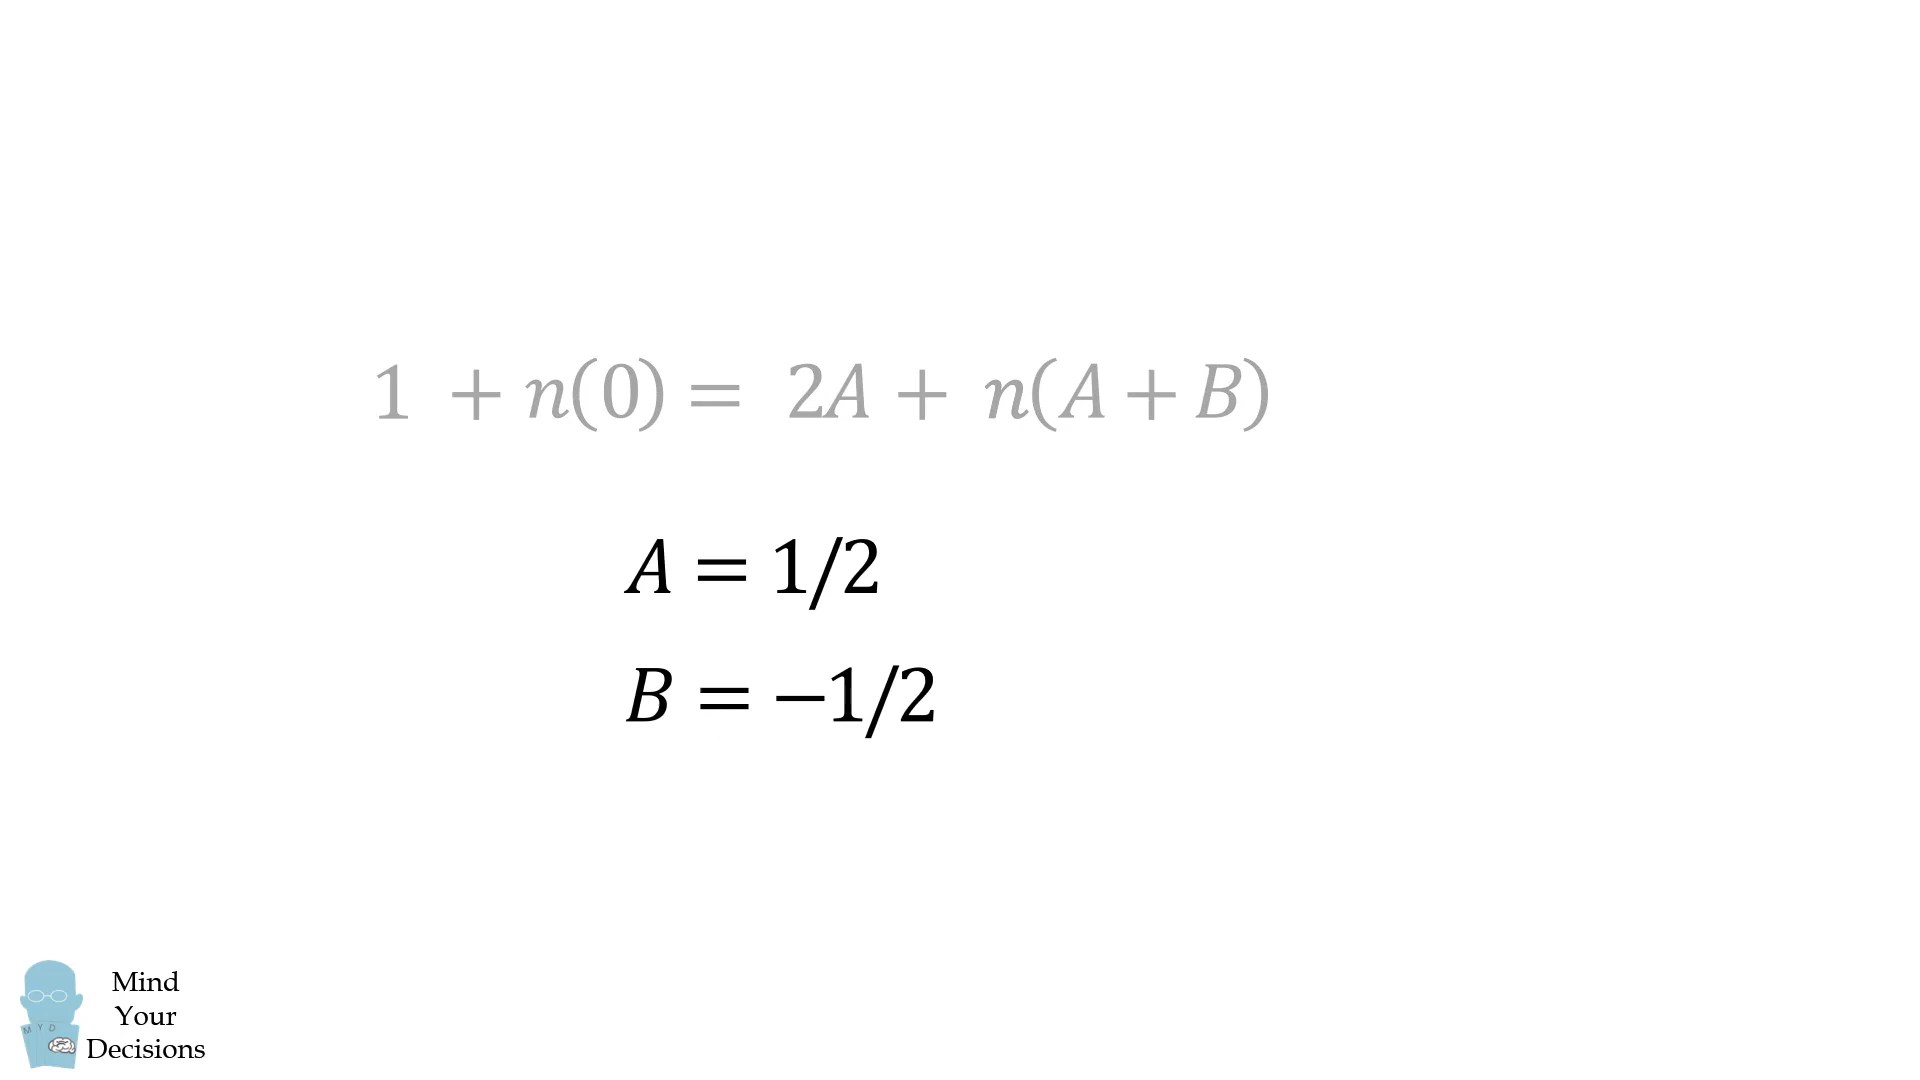 1 + n(0) = 2A + n(A + B)
A = 1/2
B = −1/2
Mind
Your
Decisions
M Y D